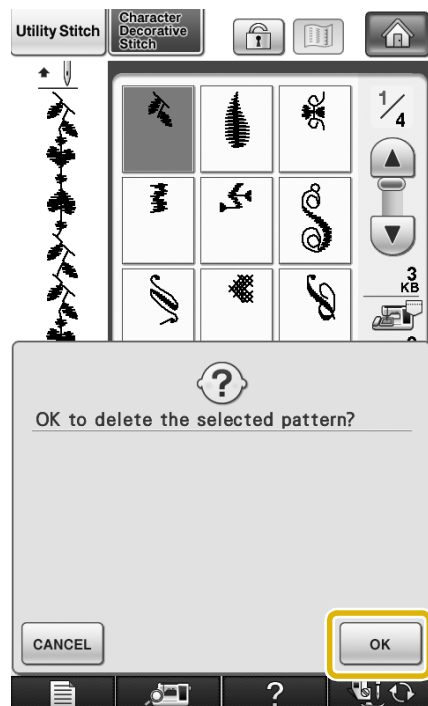 Utility Stitch
Character
Decorative
Stitch
1/4
3
KB
OK to delete the selected pattern?
CANCEL
OK
?